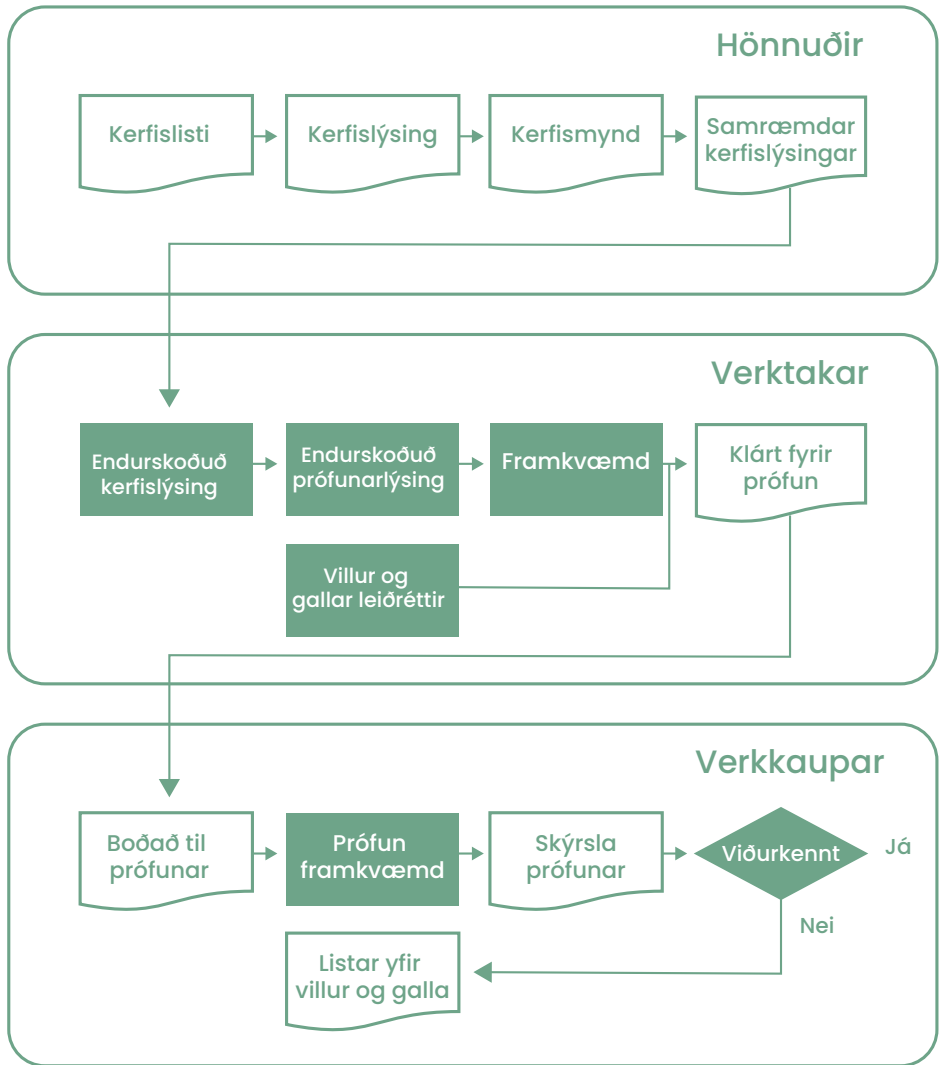 Hönnuðir
Kerfislisti
Kerfislýsing
Kerfismynd
Samræmdar
kerfislýsingar
Verktakar
Endurskoðuð
kerfislýsing
Endurskoðuð
prófunarlýsing
Framkvæmd
Klárt fyrir
prófun
Villur og
gallar leiðréttir
Verkkaupar
Boðað til
prófunar
Prófun
framkvæmd
Skýrsla
prófunar
Viðurkennt
Já
Nei
Listar yfir
villur og galla